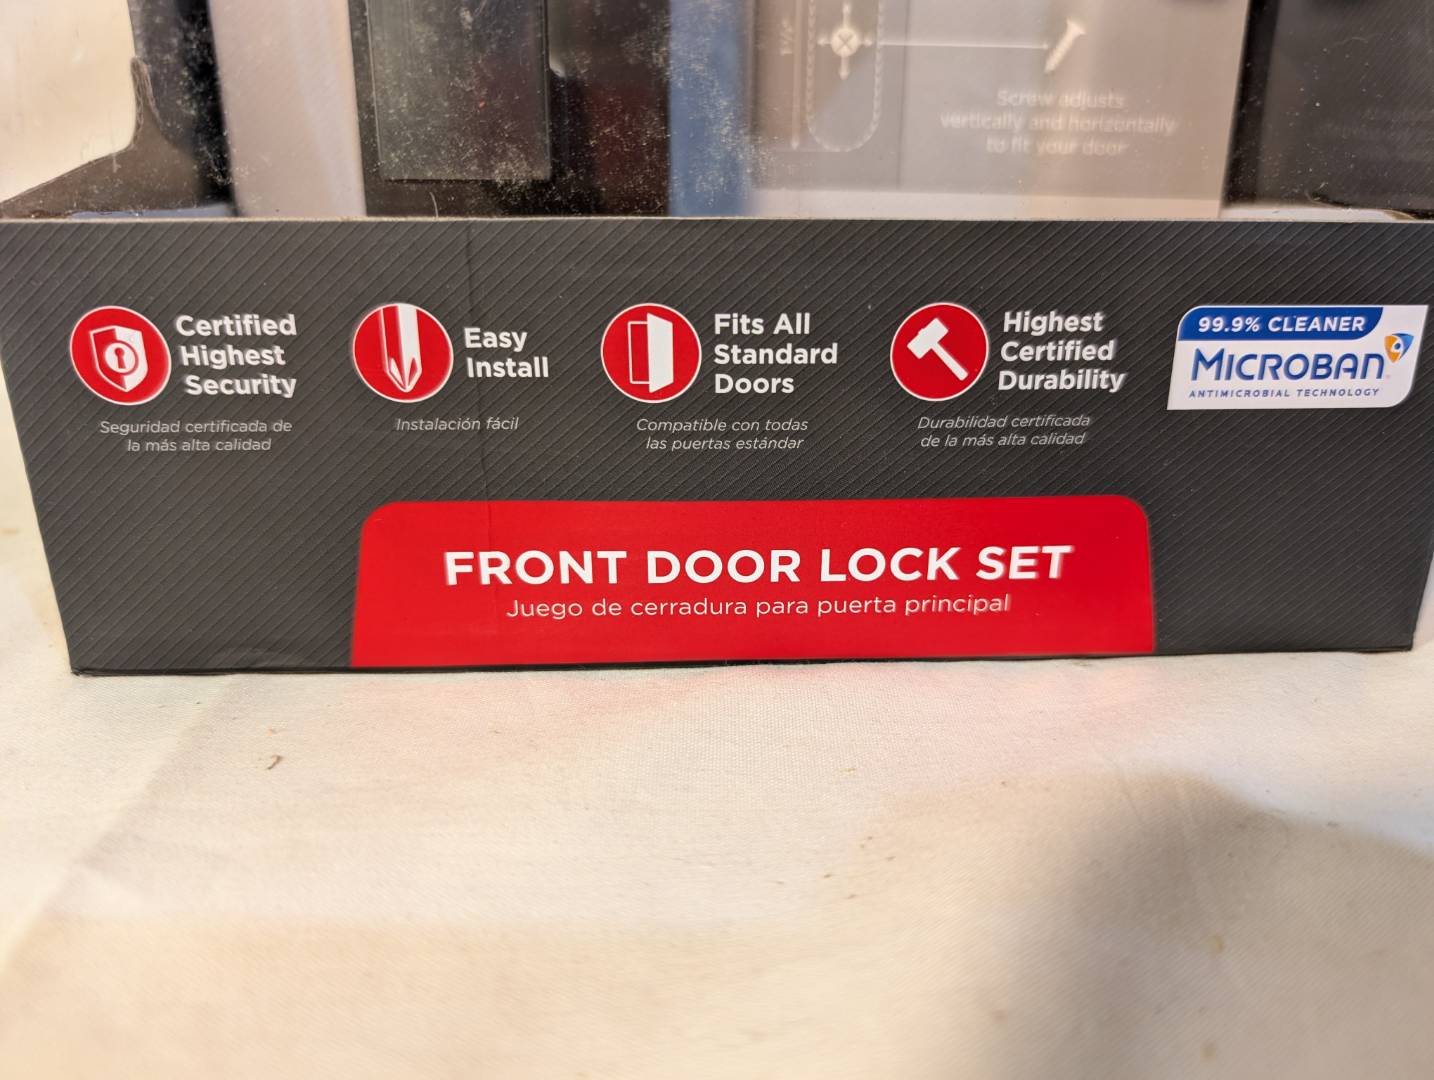 Screw adjusts
vertically and horizontally
to fit your door
Certified
Highest
Security
Seguridad certificada de
la más alta calidad
Easy
Install
Instalación fácil
Fits All
Standard
Doors
Compatible con todas
las puertas estándar
Highest
Certified
Durability
Durabilidad certificada
de la más alta calidad
99.9% CLEANER
MICROBAN
ANTIMICROBIAL TECHNOLOGY
FRONT DOOR LOCK SET
Juego de cerradura para puerta principal